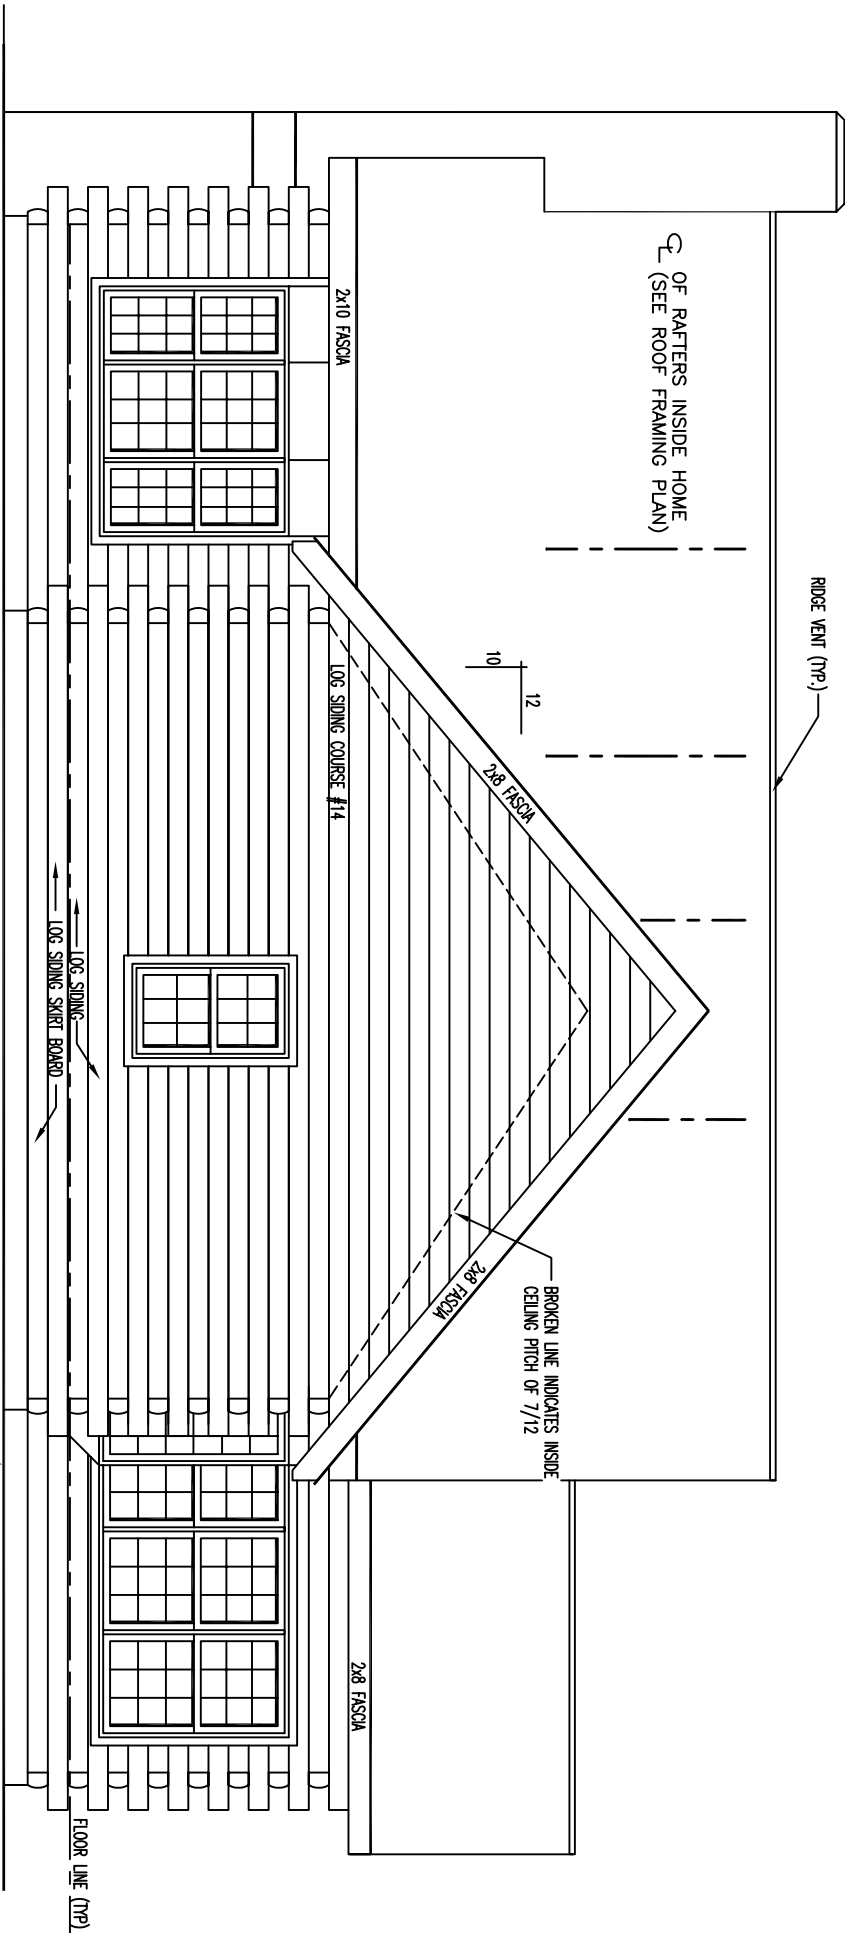 RIDGE VENT (TYP.)
℄ OF RAFTERS INSIDE HOME
(SEE ROOF FRAMING PLAN)
12
10
2x8 FASCIA
BROKEN LINE INDICATES INSIDE
CEILING PITCH OF 7/12
2x8 FASCIA
2x10 FASCIA
2x8 FASCIA
LOG SIDING COURSE #14
LOG SIDING
LOG SIDING SKIRT BOARD
FLOOR LINE (TYP)